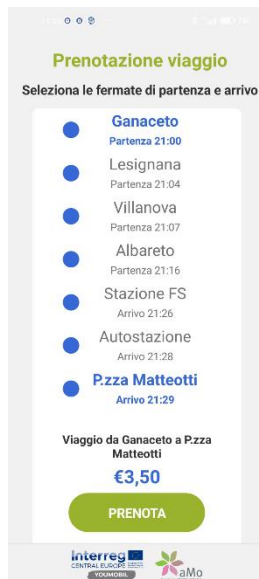 Prenotazione viaggio
Seleziona le fermate di partenza e arrivo
Ganaceto
Partenza 21:00
Lesignana
Partenza 21:04
Villanova
Partenza 21:07
Albareto
Partenza 21:16
Stazione FS
Arrivo 21:26
Autostazione
Arrivo 21:28
P.zza Matteotti
Arrivo 21:29
Viaggio da Ganaceto a P.zza
Matteotti
€3,50
PRENOTA
Interreg
CENTRAL EUROPE
YOUMOBIL
aMo